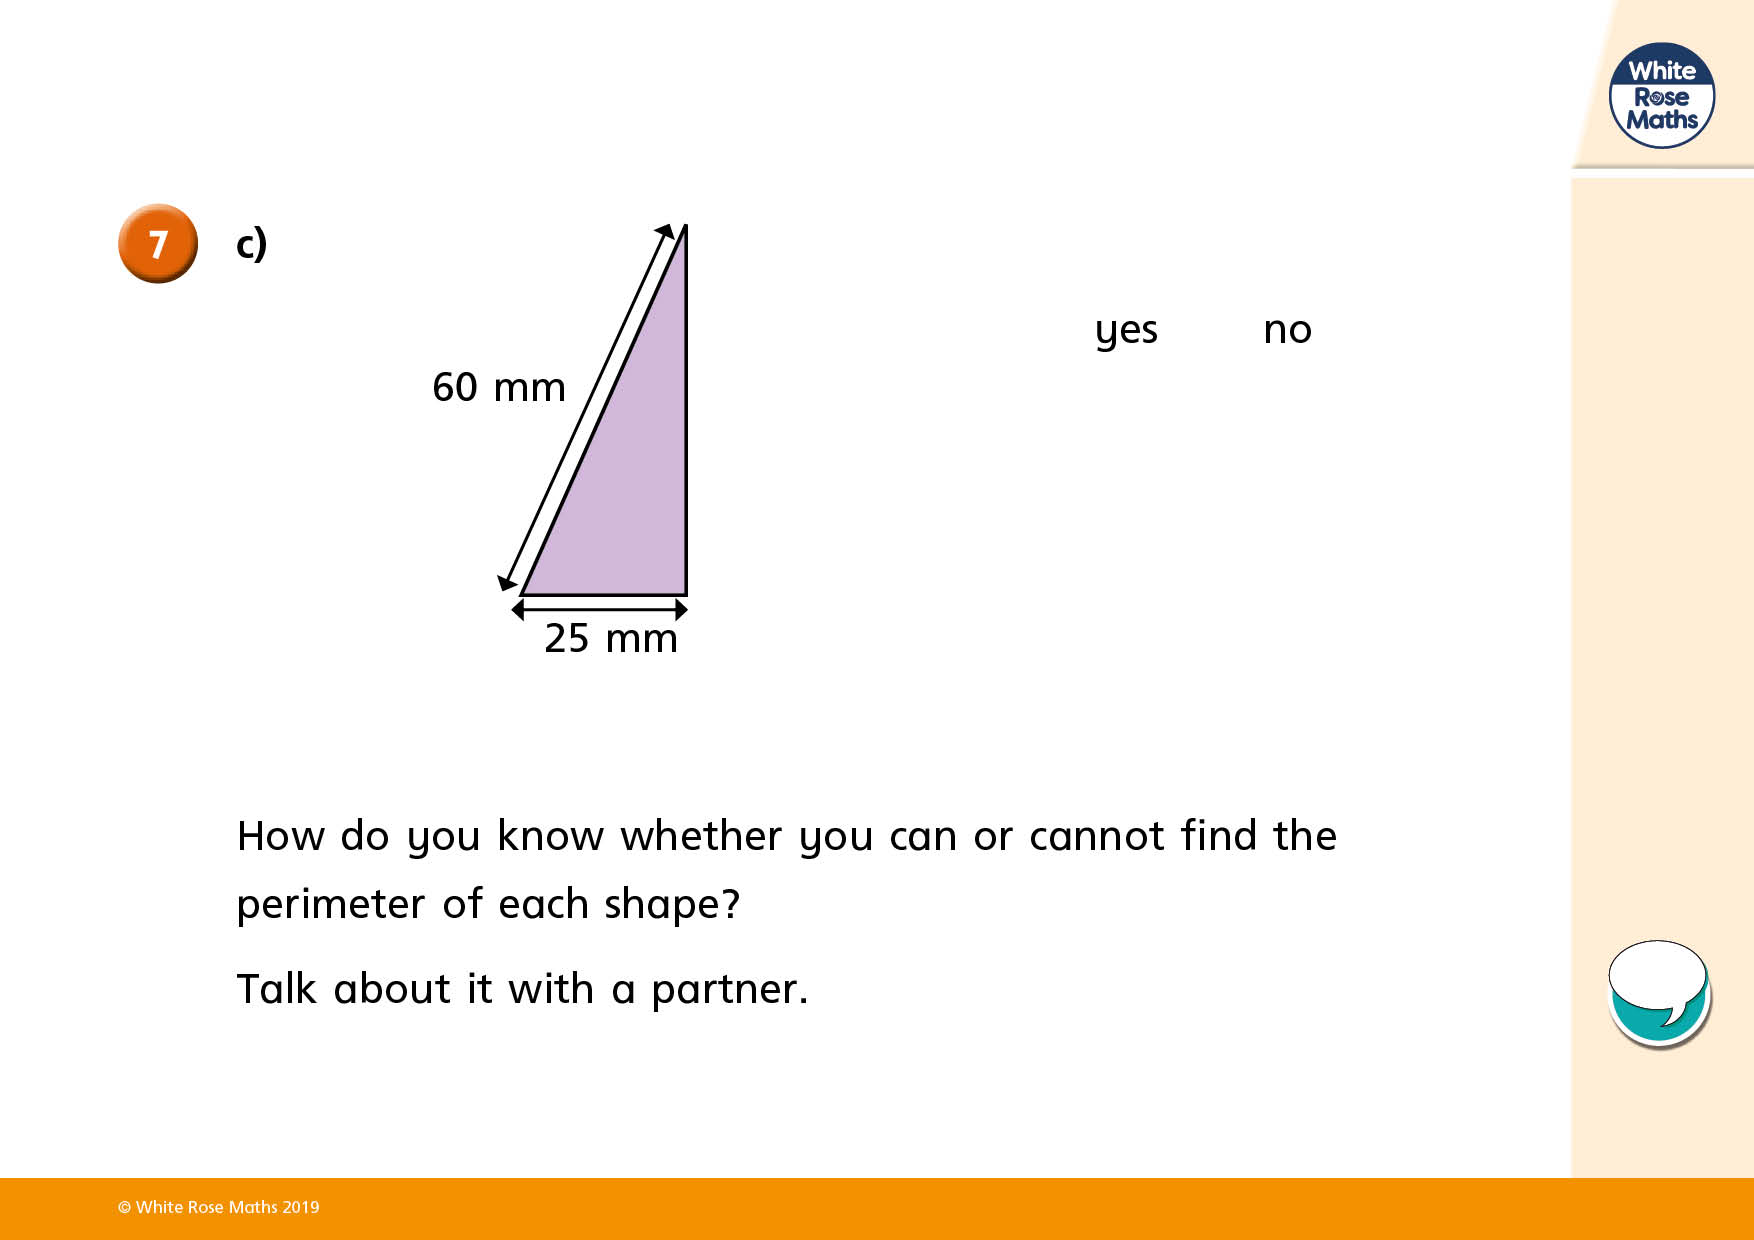 White
Rose
Maths
7 c)
yes no
60 mm
25 mm
How do you know whether you can or cannot find the
perimeter of each shape?
Talk about it with a partner.
© White Rose Maths 2019